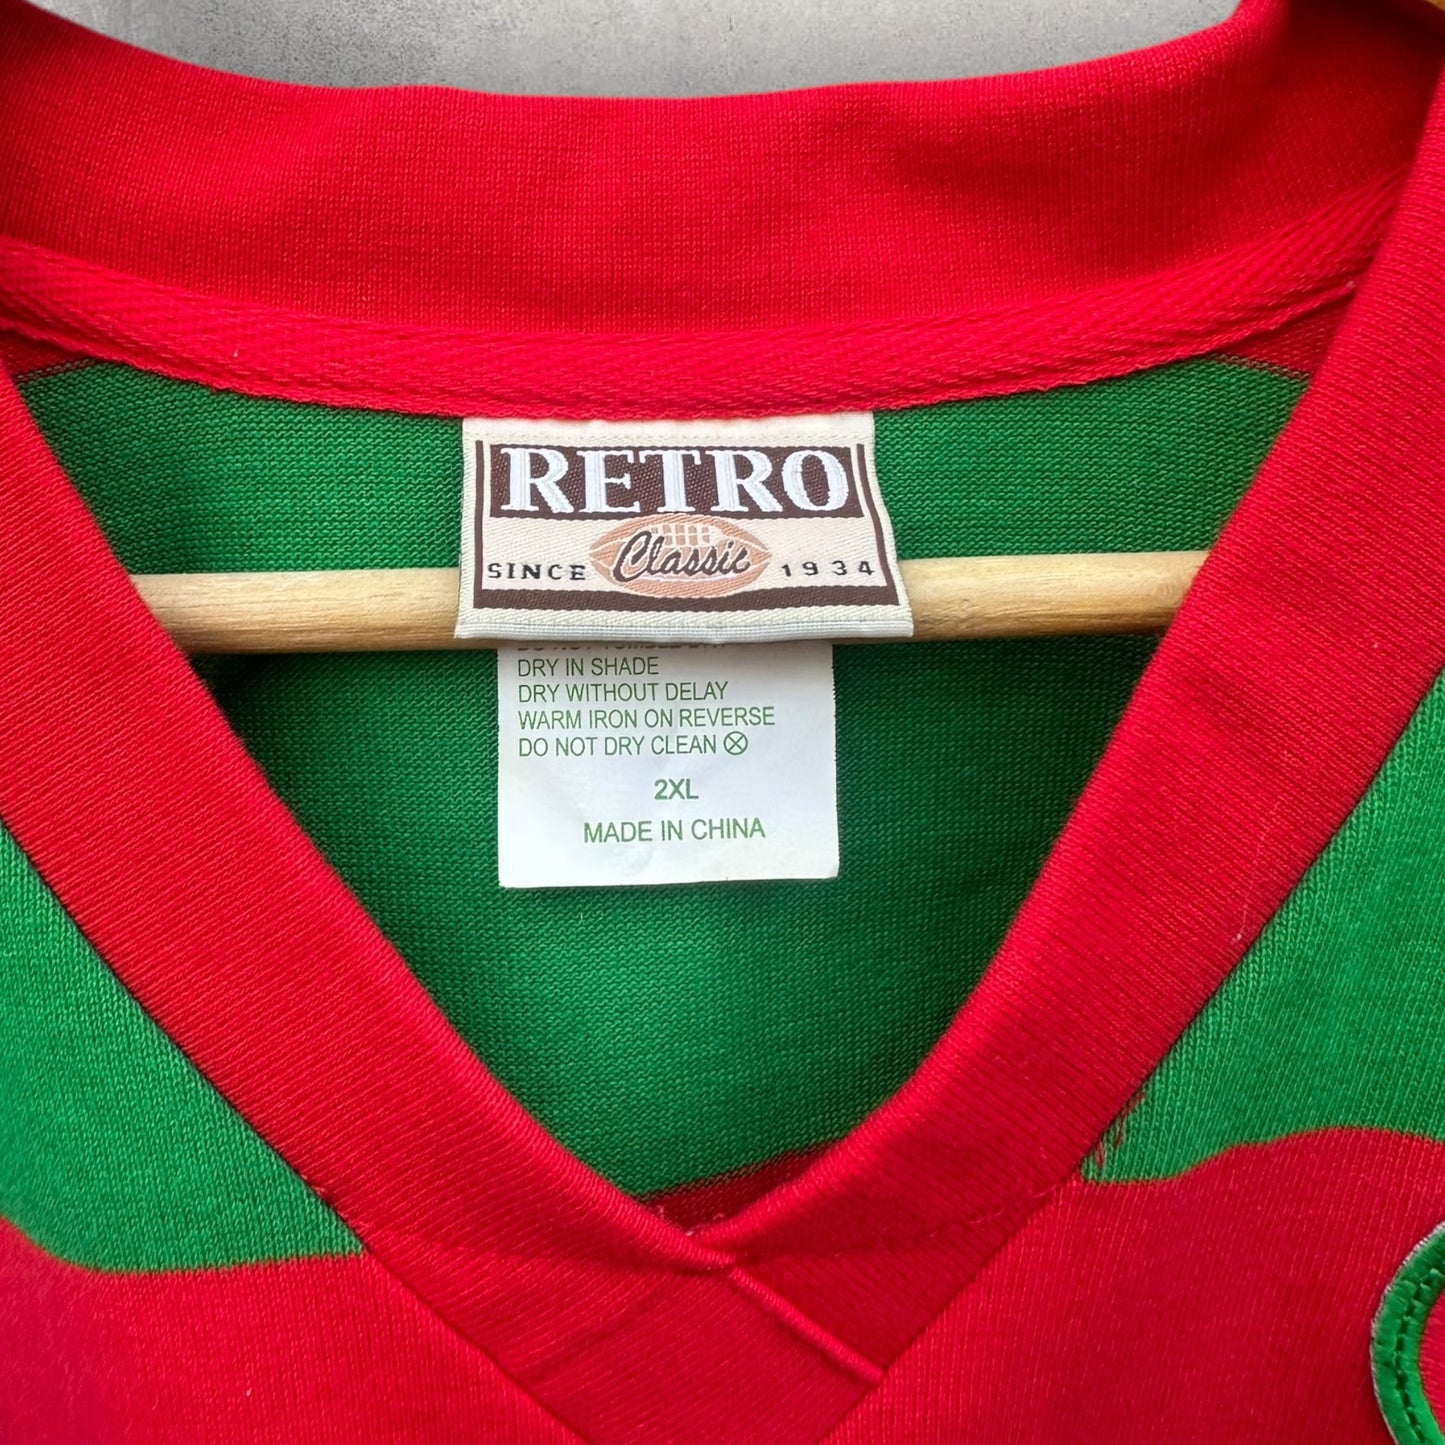 RETRO
Classic
SINCE 1934
DRY IN SHADE
DRY WITHOUT DELAY
WARM IRON ON REVERSE
DO NOT DRY CLEAN
2XL
MADE IN CHINA